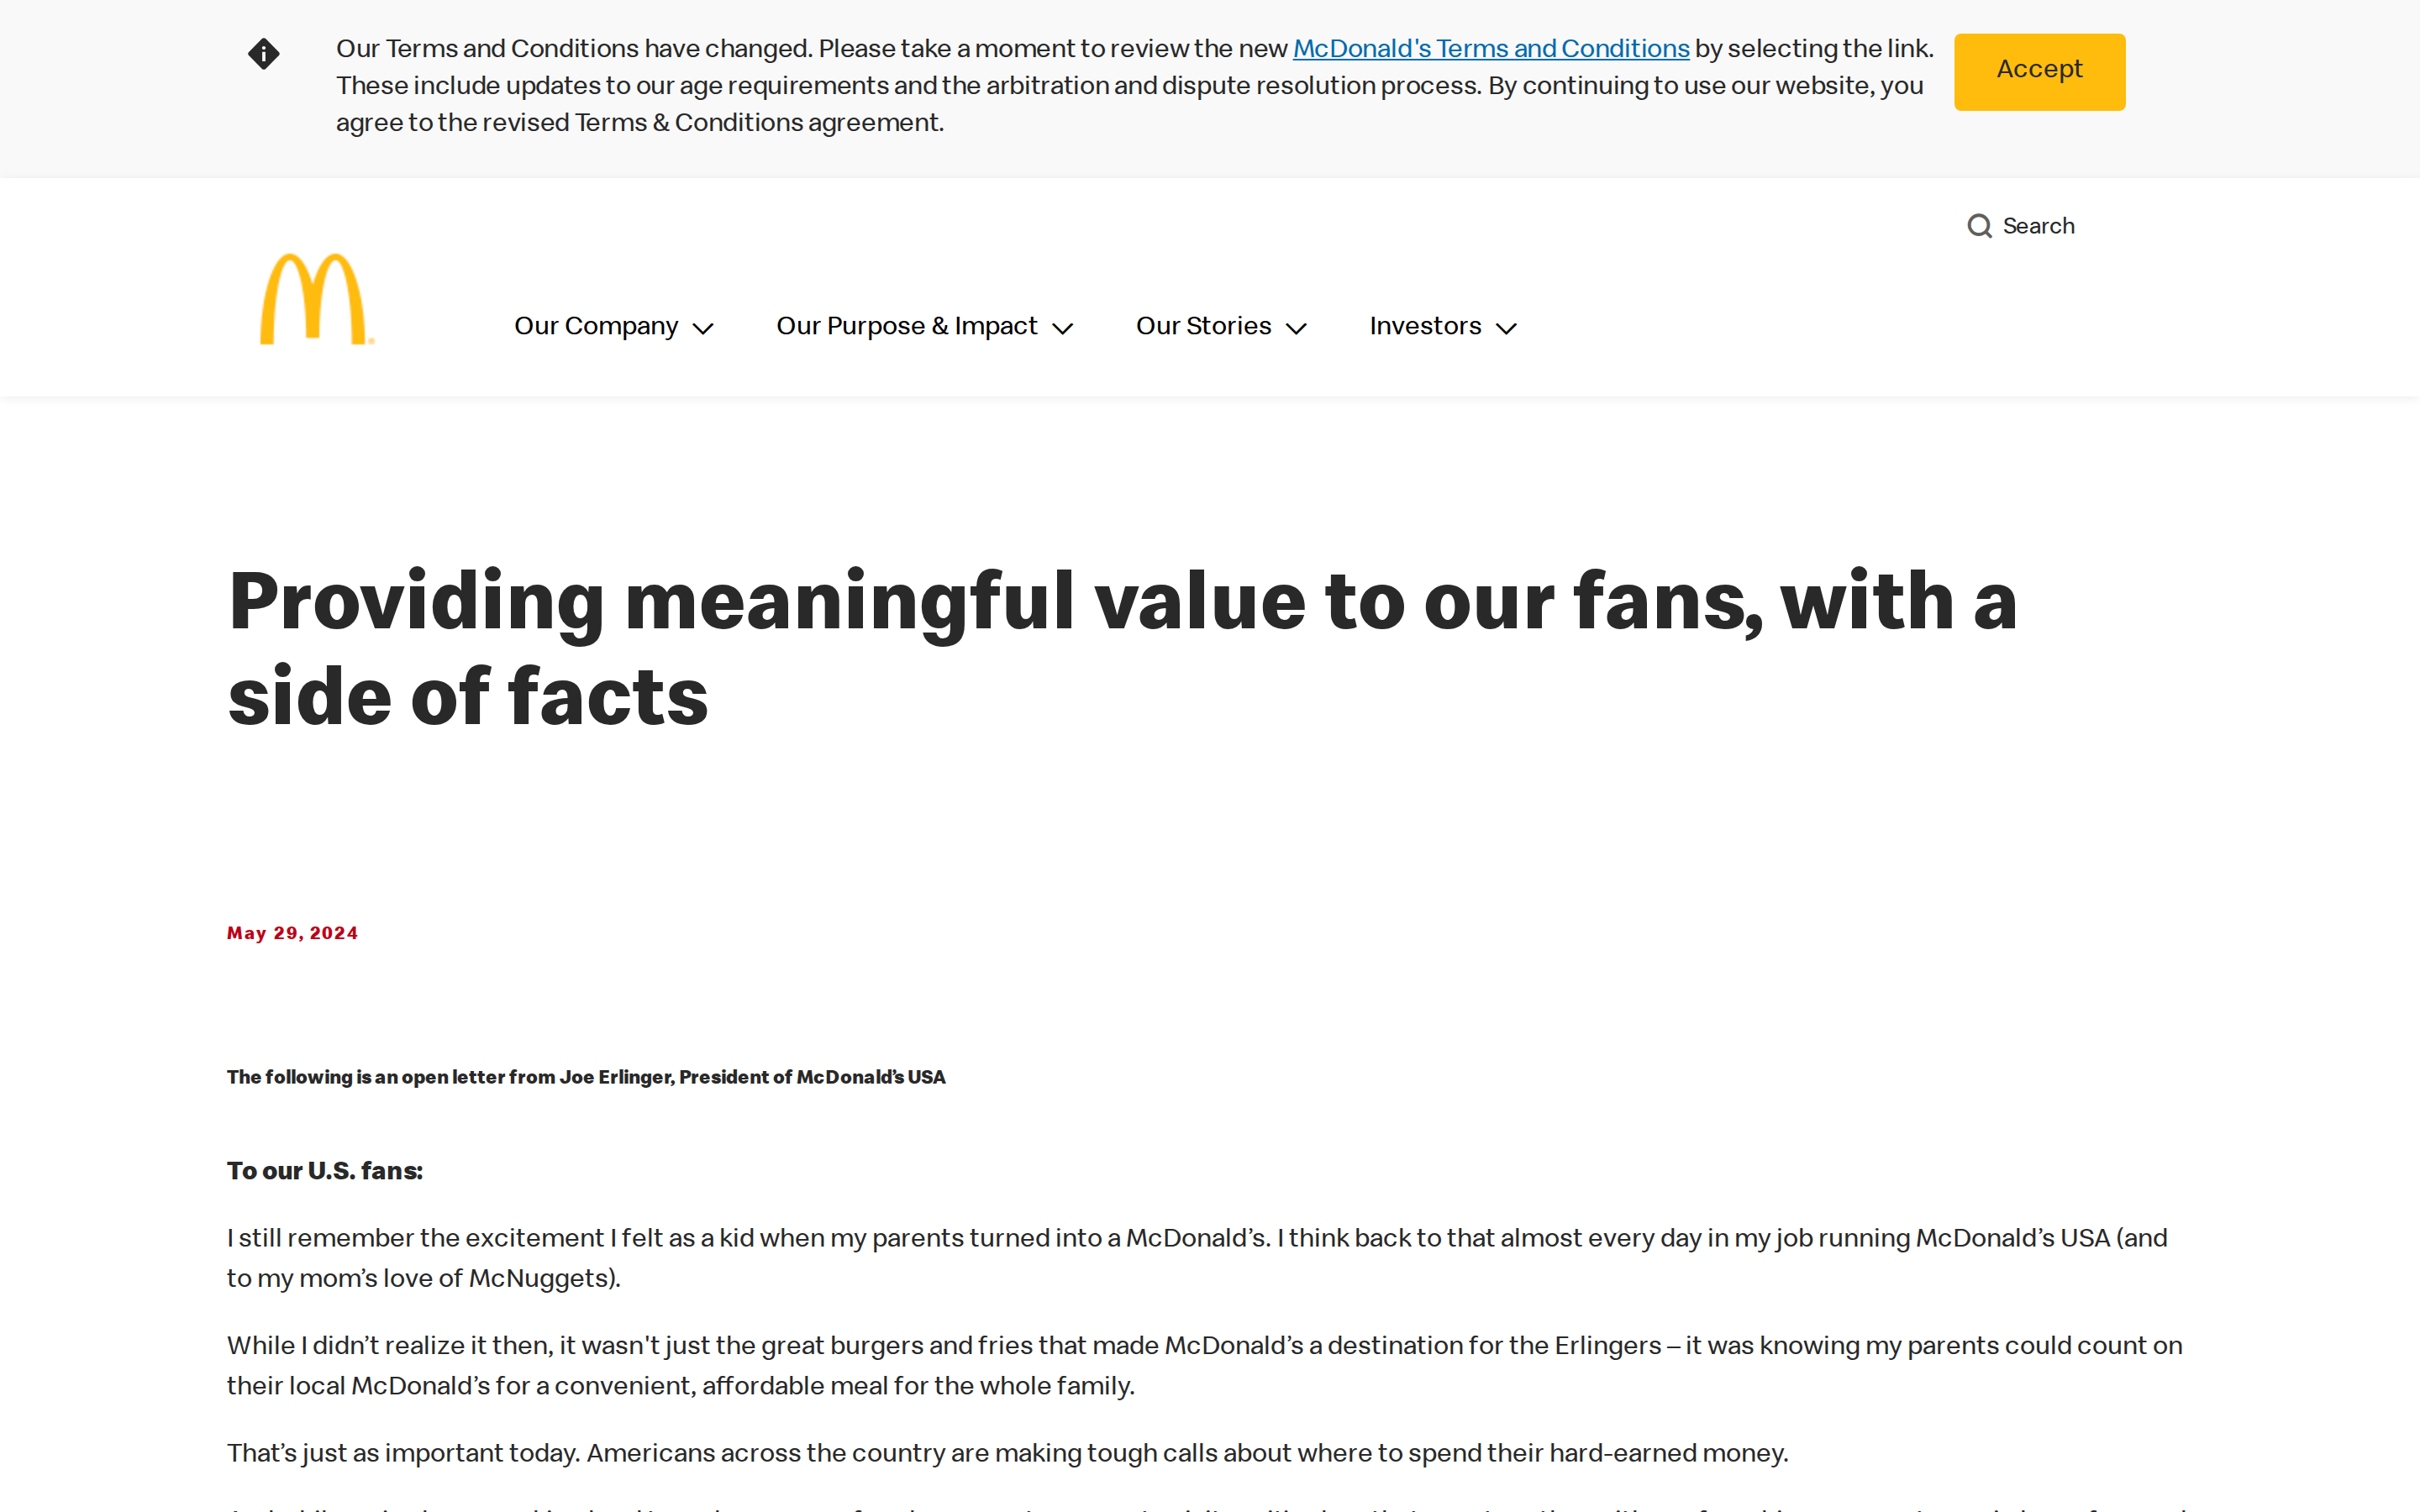 Our Terms and Conditions have changed. Please take a moment to review the new McDonald's Terms and Conditions by selecting the link.
These include updates to our age requirements and the arbitration and dispute resolution process. By continuing to use our website, you
agree to the revised Terms & Conditions agreement.
Accept
Search
Our Company
Our Purpose & Impact
Our Stories
Investors
Providing meaningful value to our fans, with a
side of facts
May 29, 2024
The following is an open letter from Joe Erlinger, President of McDonald’s USA
To our U.S. fans:
I still remember the excitement I felt as a kid when my parents turned into a McDonald’s. I think back to that almost every day in my job running McDonald’s USA (and
to my mom’s love of McNuggets).
While I didn’t realize it then, it wasn't just the great burgers and fries that made McDonald’s a destination for the Erlingers – it was knowing my parents could count on
their local McDonald’s for a convenient, affordable meal for the whole family.
That’s just as important today. Americans across the country are making tough calls about where to spend their hard-earned money.